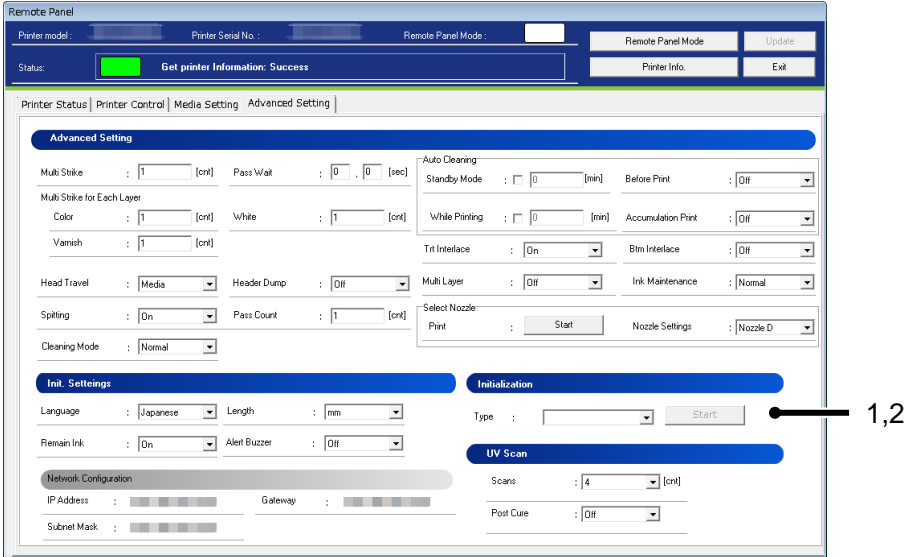 Remote Panel
Printer model : Printer Serial No. : Remote Panel Mode : Remote Panel Mode Update
Status: Get printer Information: Success Printer Info. Exit
Printer Status Printer Control Media Setting Advanced Setting
Advanced Setting
Multi Strike : 1 [cnt] Pass Wait : 0 . 0 [sec]
Multi Strike for Each Layer
Color : 1 [cnt] White : 1 [cnt]
Varnish : 1 [cnt]
Auto Cleaning
Standby Mode : 0 [min] Before Print : Off
While Printing : 0 [min] Accumulation Print : Off
Trt Interlace : On Btm Interlace : Off
Head Travel : Media Header Dump : Off Multi Layer : Off Ink Maintenance : Normal
Spitting : On Pass Count : 1 [cnt]
Select Nozzle
Print : Start Nozzle Settings : Nozzle D
Cleaning Mode : Normal
Init. Setteings
Language : Japanese Length : mm
Remain Ink : On Alert Buzzer : Off
Network Configuration
IP Address : Gateway :
Subnet Mask :
Initialization
Type : Start 1,2
UV Scan
Scans : 4 [cnt]
Post Cure : Off